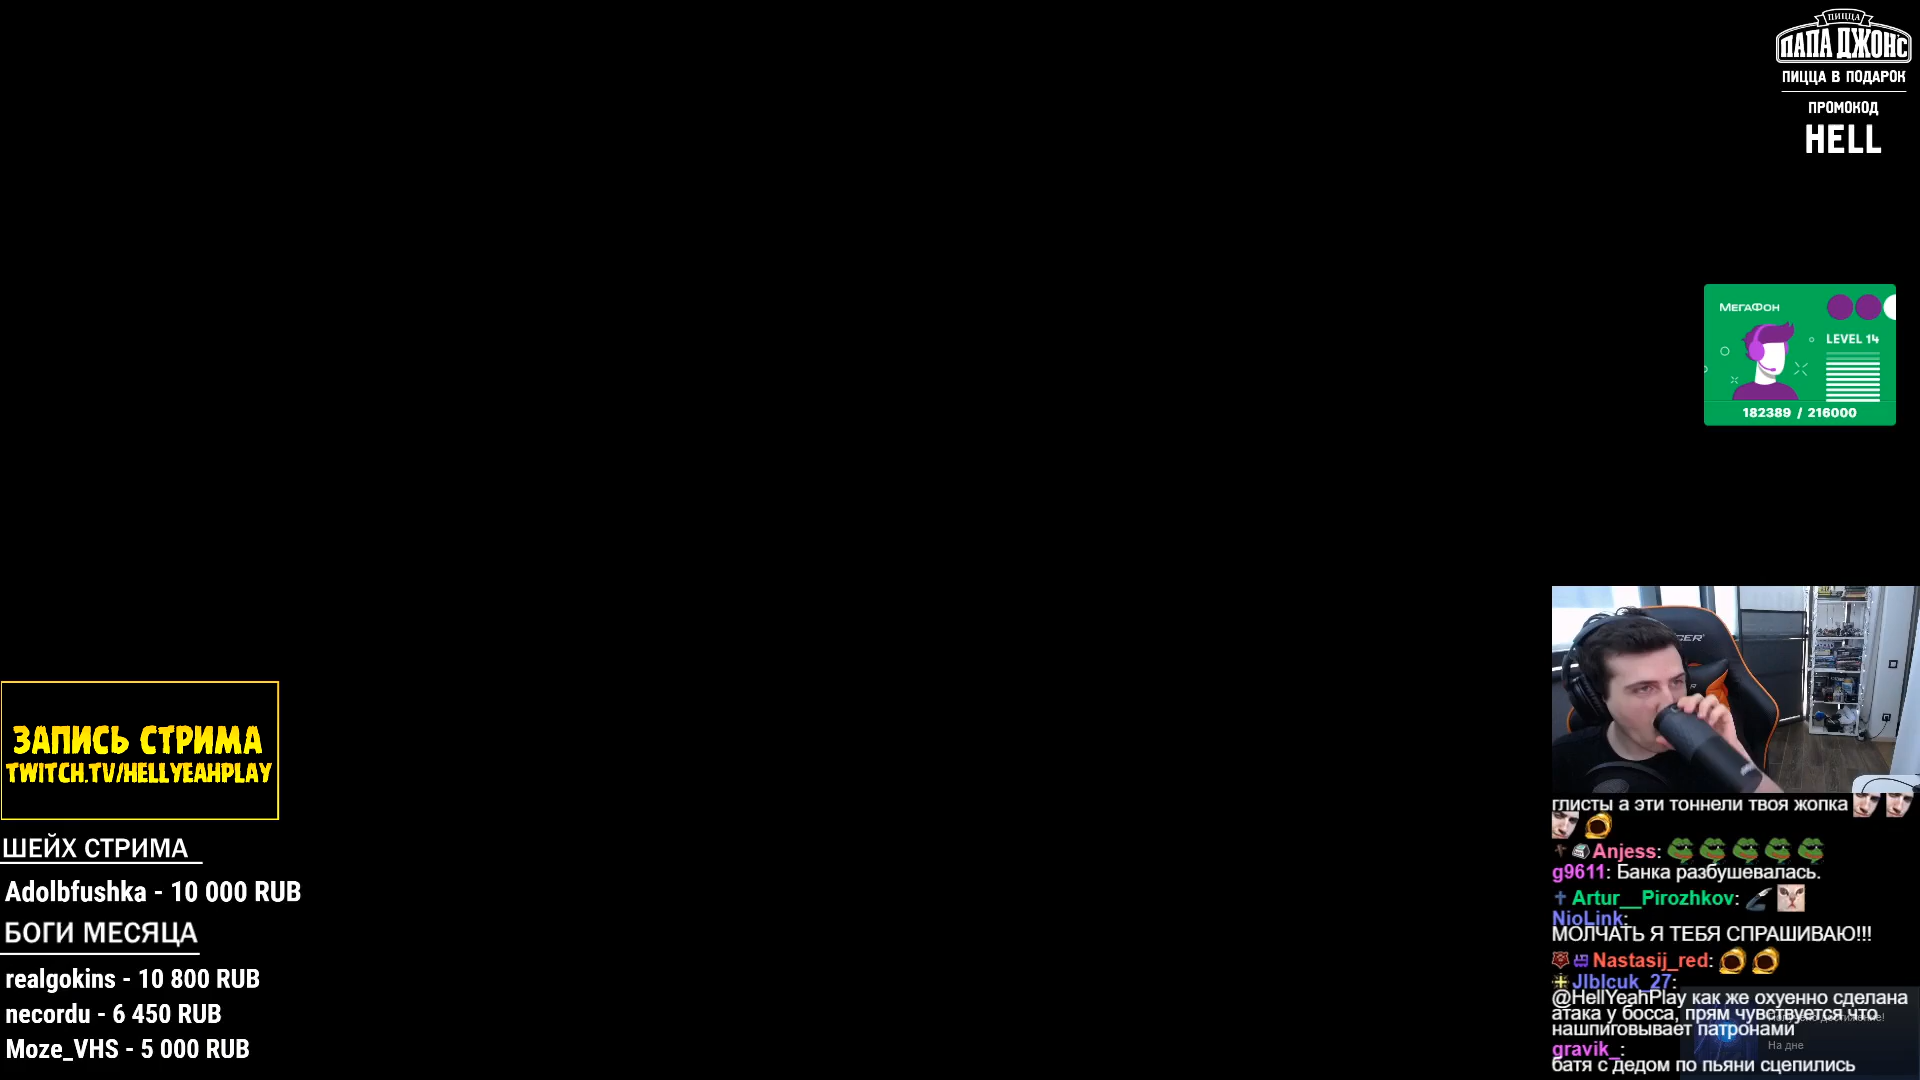 ПИЦЦА
ПАПА ДЖОНС
ПИЦЦА В ПОДАРОК
ПРОМОКОД
HELL
МЕГАФОН
LEVEL 14
182389 / 216000
ЗАПИСЬ СТРИМА
TWITCH.TV/HELLYEAHPLAY
ШЕЙХ СТРИМА
Adolbfushka - 10 000 RUB
БОГИ МЕСЯЦА
realgokins - 10 800 RUB
necordu - 6 450 RUB
Moze_VHS - 5 000 RUB
глисты а эти тоннели твоя жопка
Anjess:
g9611: Банка разбушевалась.
Artur__Pirozhkov:
NioLink:
МОЛЧАТЬ Я ТЕБЯ СПРАШИВАЮ!!!
Nastasij_red:
Jlblcuk_27:
@HellYeahPlay как же охуенно сделана
атака у босса, прям чувствуется что
нашпиговывает патронами
На дне
gravik_:
батя с дедом по пьяни сцепились